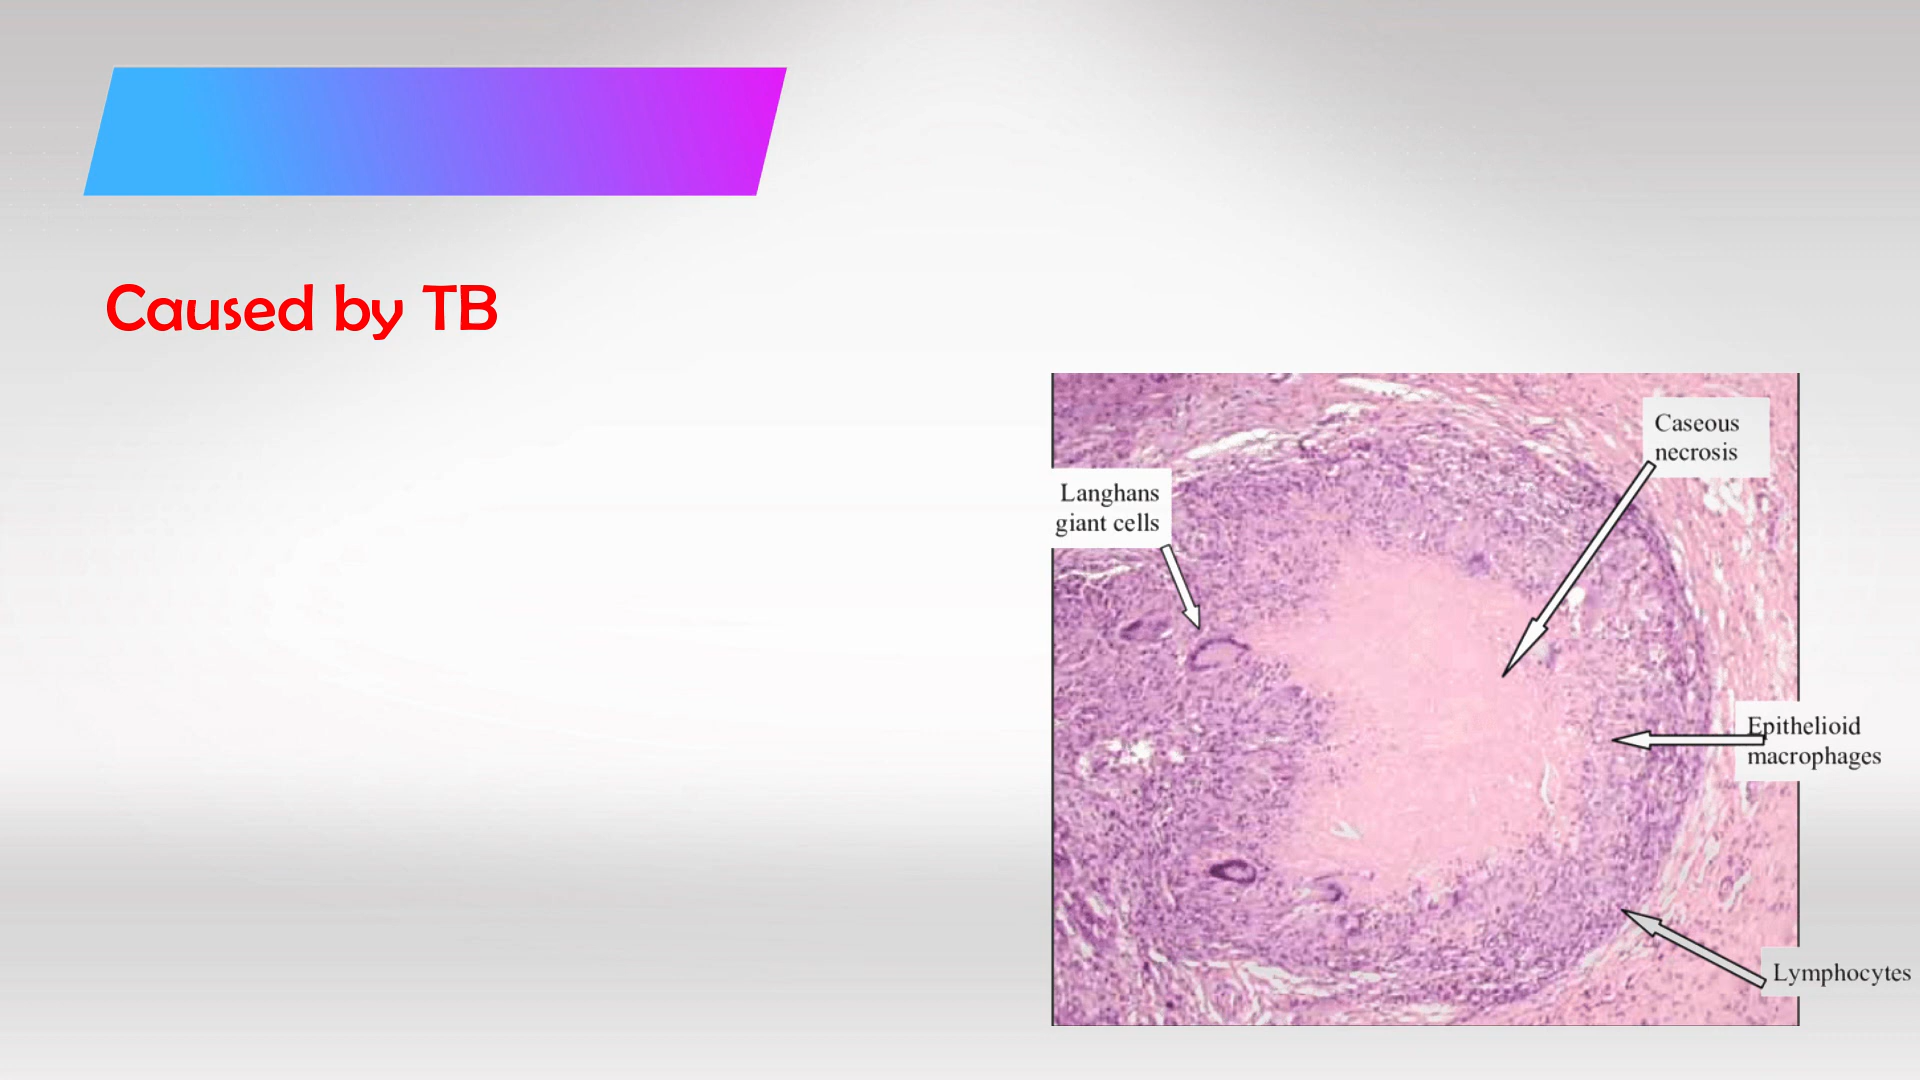 Caused by TB
Caseous
necrosis
Langhans
giant cells
Epithelioid
macrophages
Lymphocytes